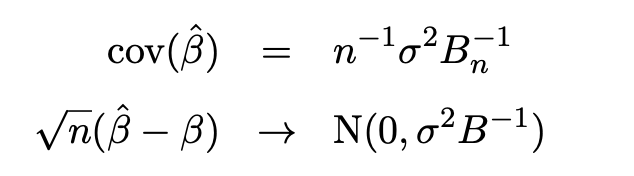 cov(β̂) = n⁻¹σ²Bₙ⁻¹
√n(β̂ − β) → N(0, σ²B⁻¹)